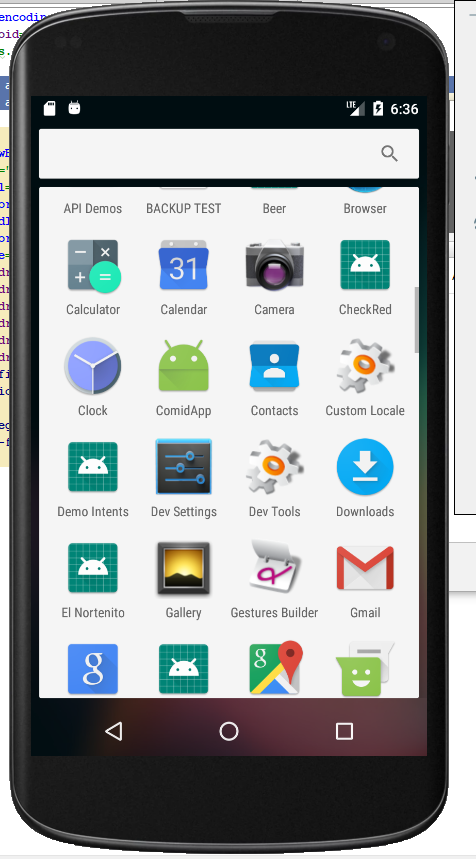 encodin
oid=
s.
LTE 6:36
API Demos BACKUP TEST Beer Browser
31
Calculator Calendar Camera CheckRed
Clock ComidApp Contacts Custom Locale
Demo Intents Dev Settings Dev Tools Downloads
El Nortenito Gallery Gestures Builder Gmail
g g